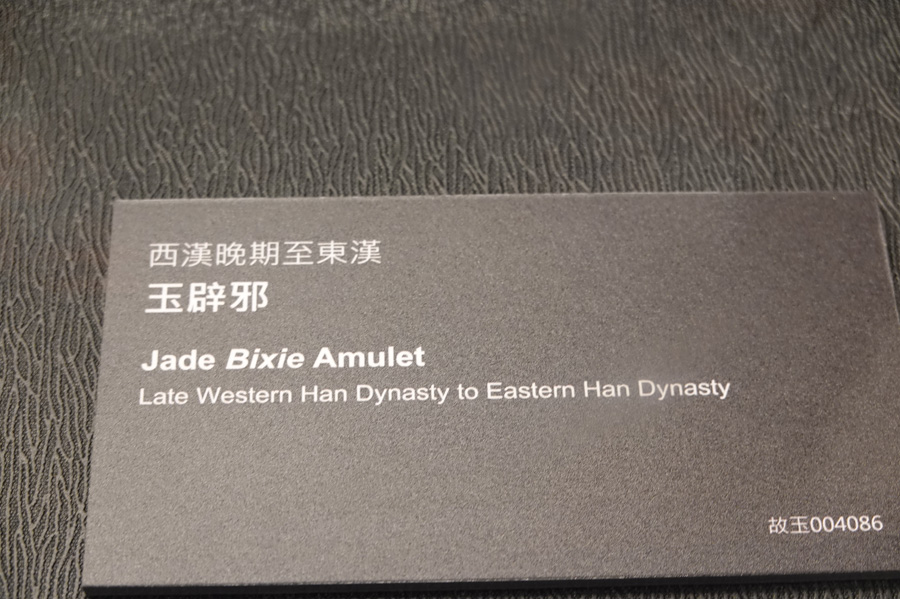 西漢晚期至東漢
玉辟邪
Jade Bixie Amulet
Late Western Han Dynasty to Eastern Han Dynasty
故玉004086